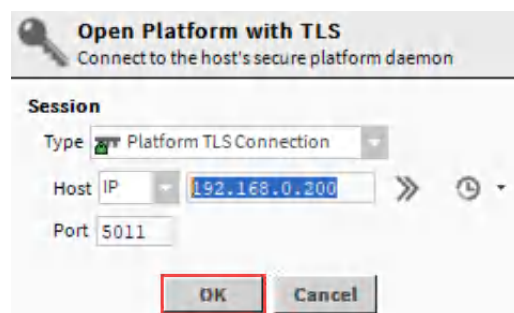 Open Platform with TLS
Connect to the host's secure platform daemon
Session
Type Platform TLS Connection
Host IP 192.168.0.200
Port 5011
OK Cancel